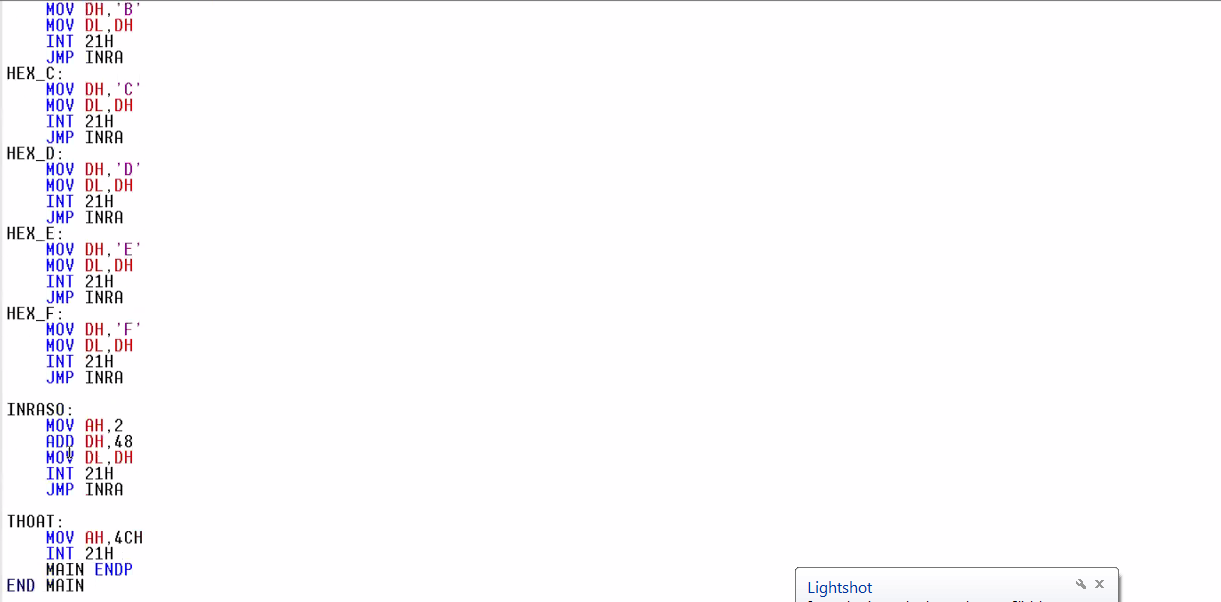 MOV DH,'B'
MOV DL,DH
INT 21H
JMP INRA
HEX_C:
MOV DH,'C'
MOV DL,DH
INT 21H
JMP INRA
HEX_D:
MOV DH,'D'
MOV DL,DH
INT 21H
JMP INRA
HEX_E:
MOV DH,'E'
MOV DL,DH
INT 21H
JMP INRA
HEX_F:
MOV DH,'F'
MOV DL,DH
INT 21H
JMP INRA
INRASO:
MOV AH,2
ADD DH,48
MOV DL,DH
INT 21H
JMP INRA
THOAT:
MOV AH,4CH
INT 21H
MAIN ENDP
END MAIN
Lightshot